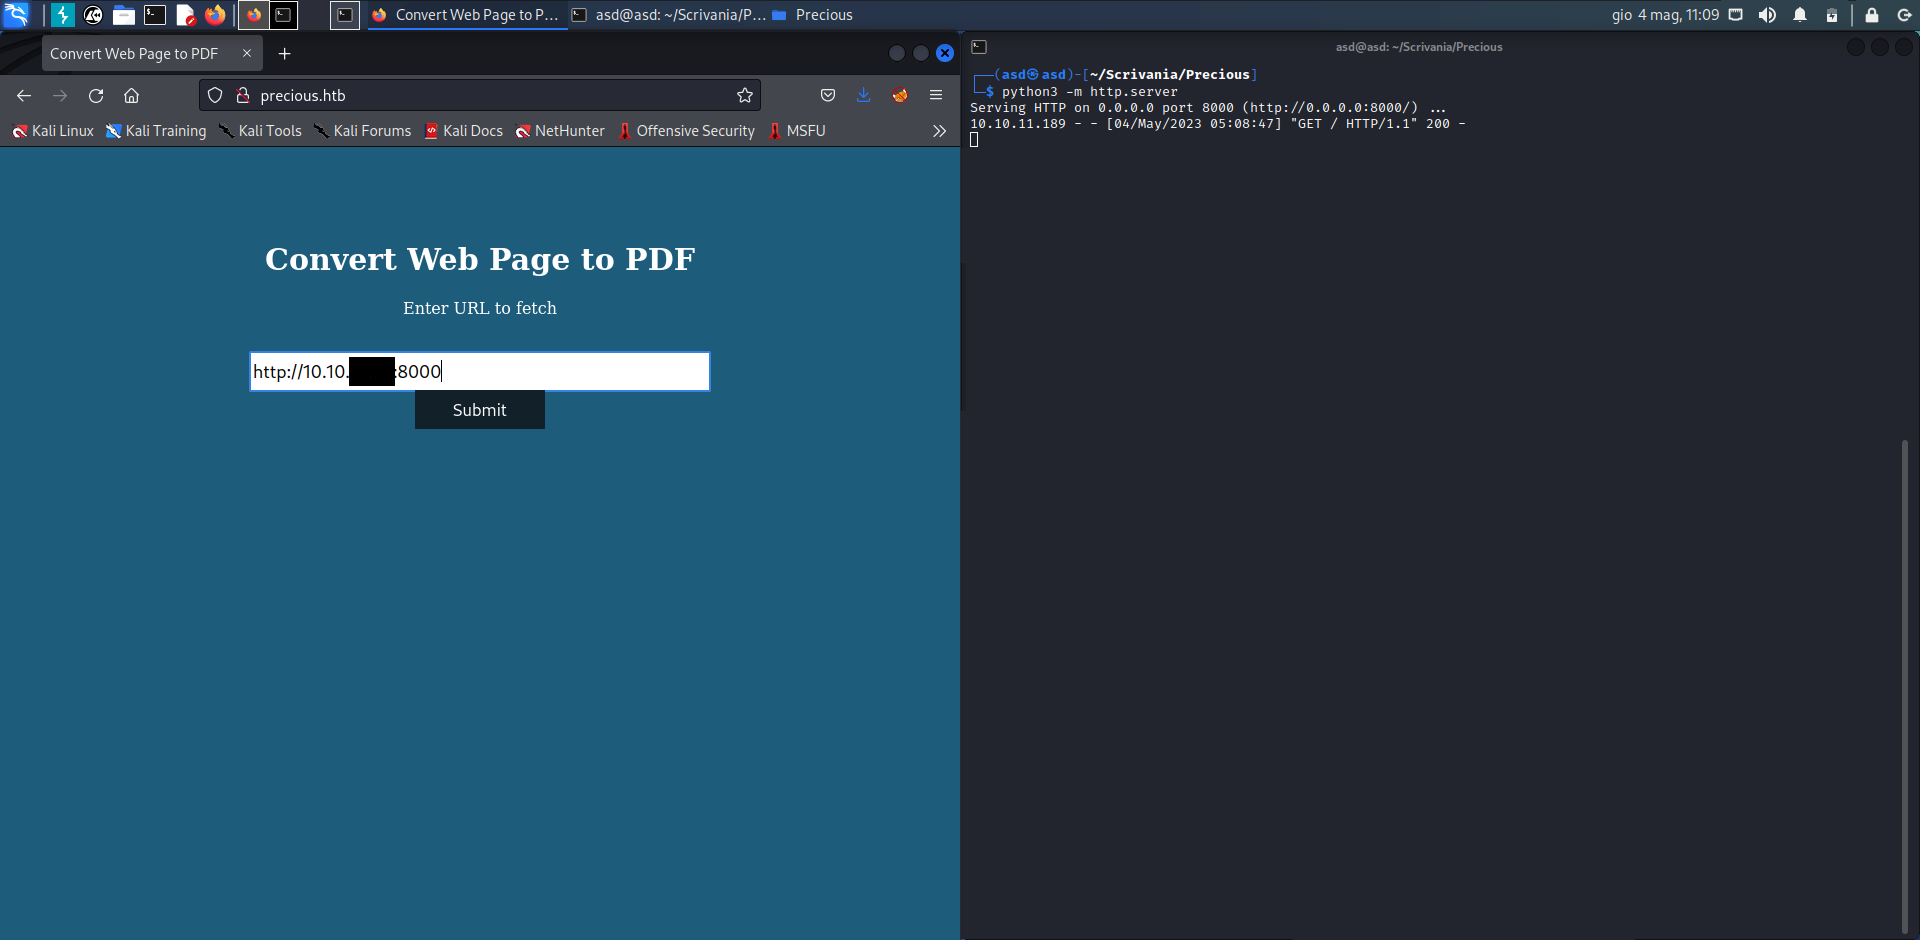 Convert Web Page to P... asd@asd: ~/Scrivania/P... Precious gio 4 mag, 11:09
Convert Web Page to PDF
precious.htb
Kali Linux Kali Training Kali Tools Kali Forums Kali Docs NetHunter Offensive Security MSFU
Convert Web Page to PDF
Enter URL to fetch
http://10.10. :8000
Submit
asd@asd: ~/Scrivania/Precious
(asd㉿asd)-[~/Scrivania/Precious]
$ python3 -m http.server
Serving HTTP on 0.0.0.0 port 8000 (http://0.0.0.0:8000/) ...
10.10.11.189 - - [04/May/2023 05:08:47] "GET / HTTP/1.1" 200 -